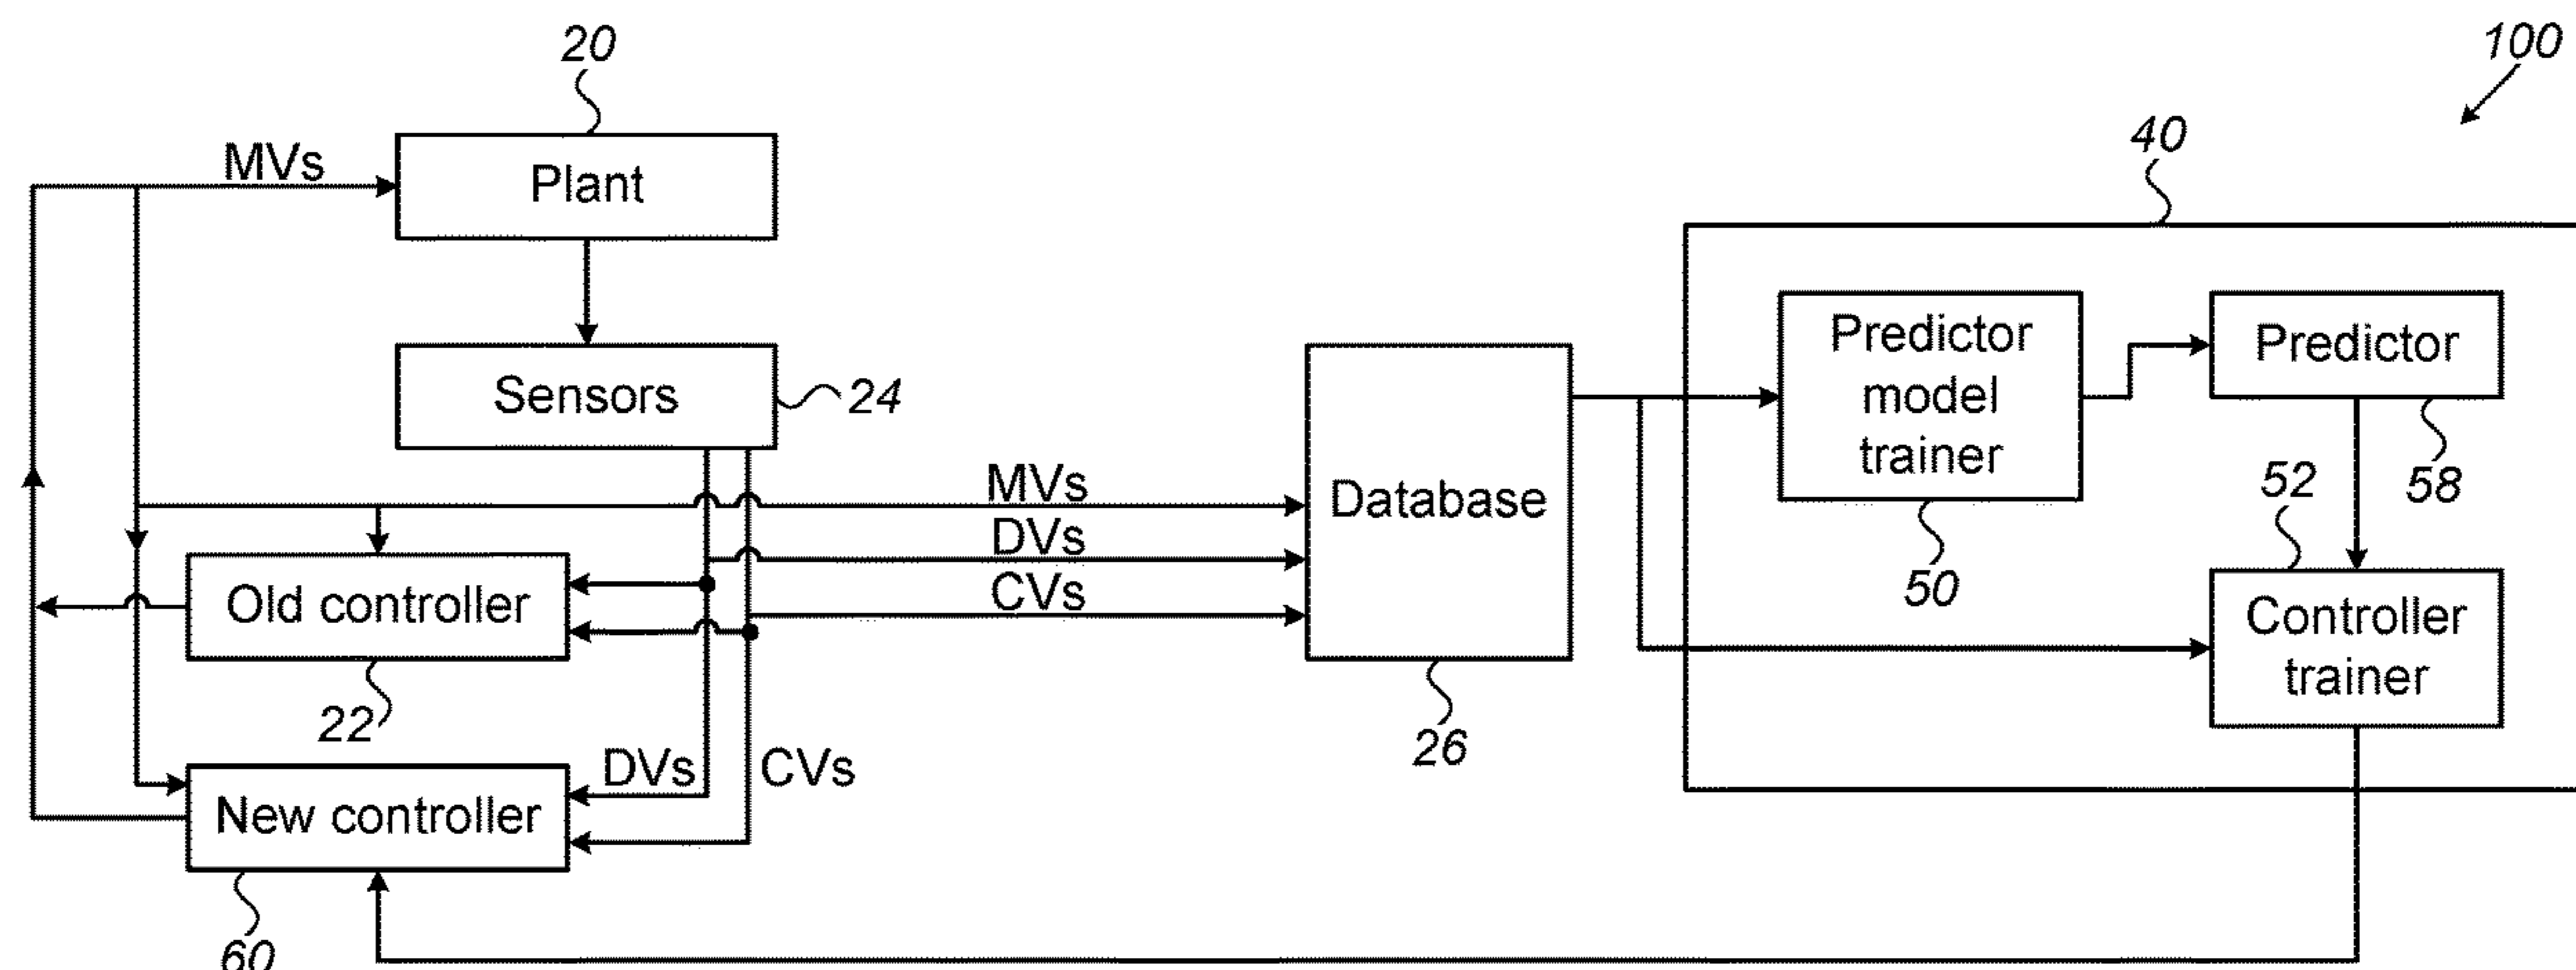 20
100
40
MVs
Plant
Predictor
model
trainer
Predictor
Sensors
24
58
52
MVs
Database
DVs
50
CVs
Old controller
Controller
trainer
22
26
DVs
CVs
New controller
60